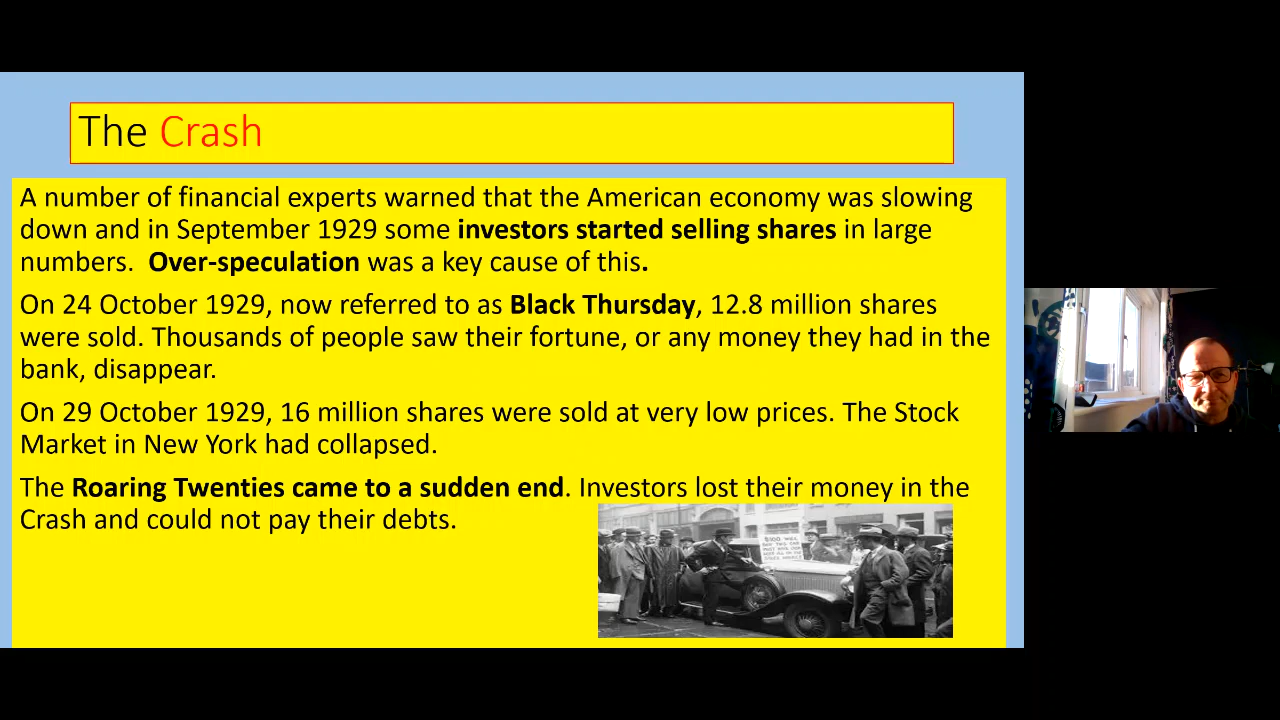 The Crash
A number of financial experts warned that the American economy was slowing
down and in September 1929 some investors started selling shares in large
numbers.  Over-speculation was a key cause of this.
On 24 October 1929, now referred to as Black Thursday, 12.8 million shares
were sold. Thousands of people saw their fortune, or any money they had in the
bank, disappear.
On 29 October 1929, 16 million shares were sold at very low prices. The Stock
Market in New York had collapsed.
The Roaring Twenties came to a sudden end. Investors lost their money in the
Crash and could not pay their debts.
$100 WILL
BUY THIS CAR